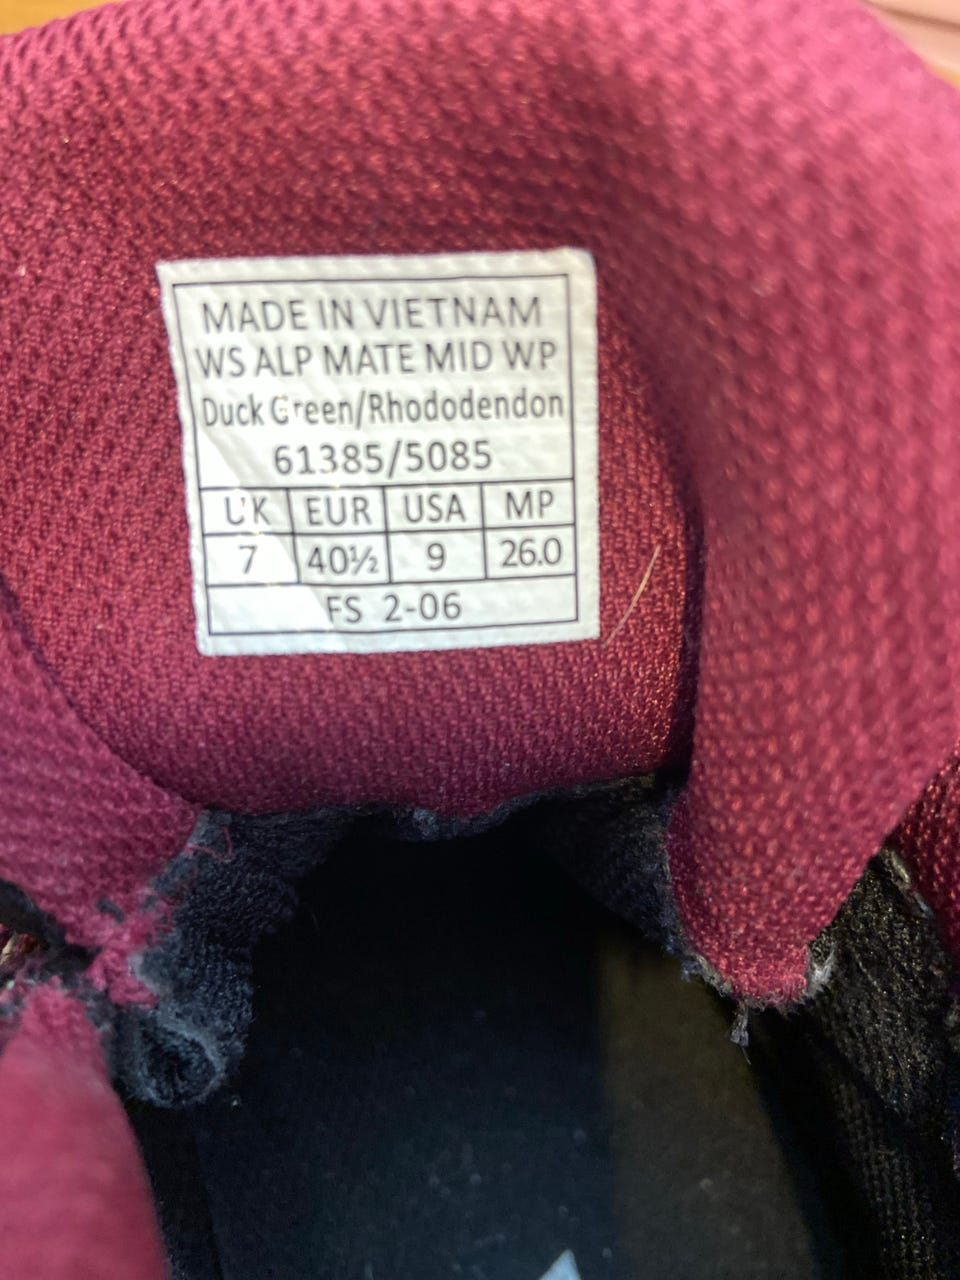 MADE IN VIETNAM
WS ALP MATE MID WP
Duck Green/Rhododendon
61385/5085
UK EUR USA MP
7 40½ 9 26.0
FS 2-06